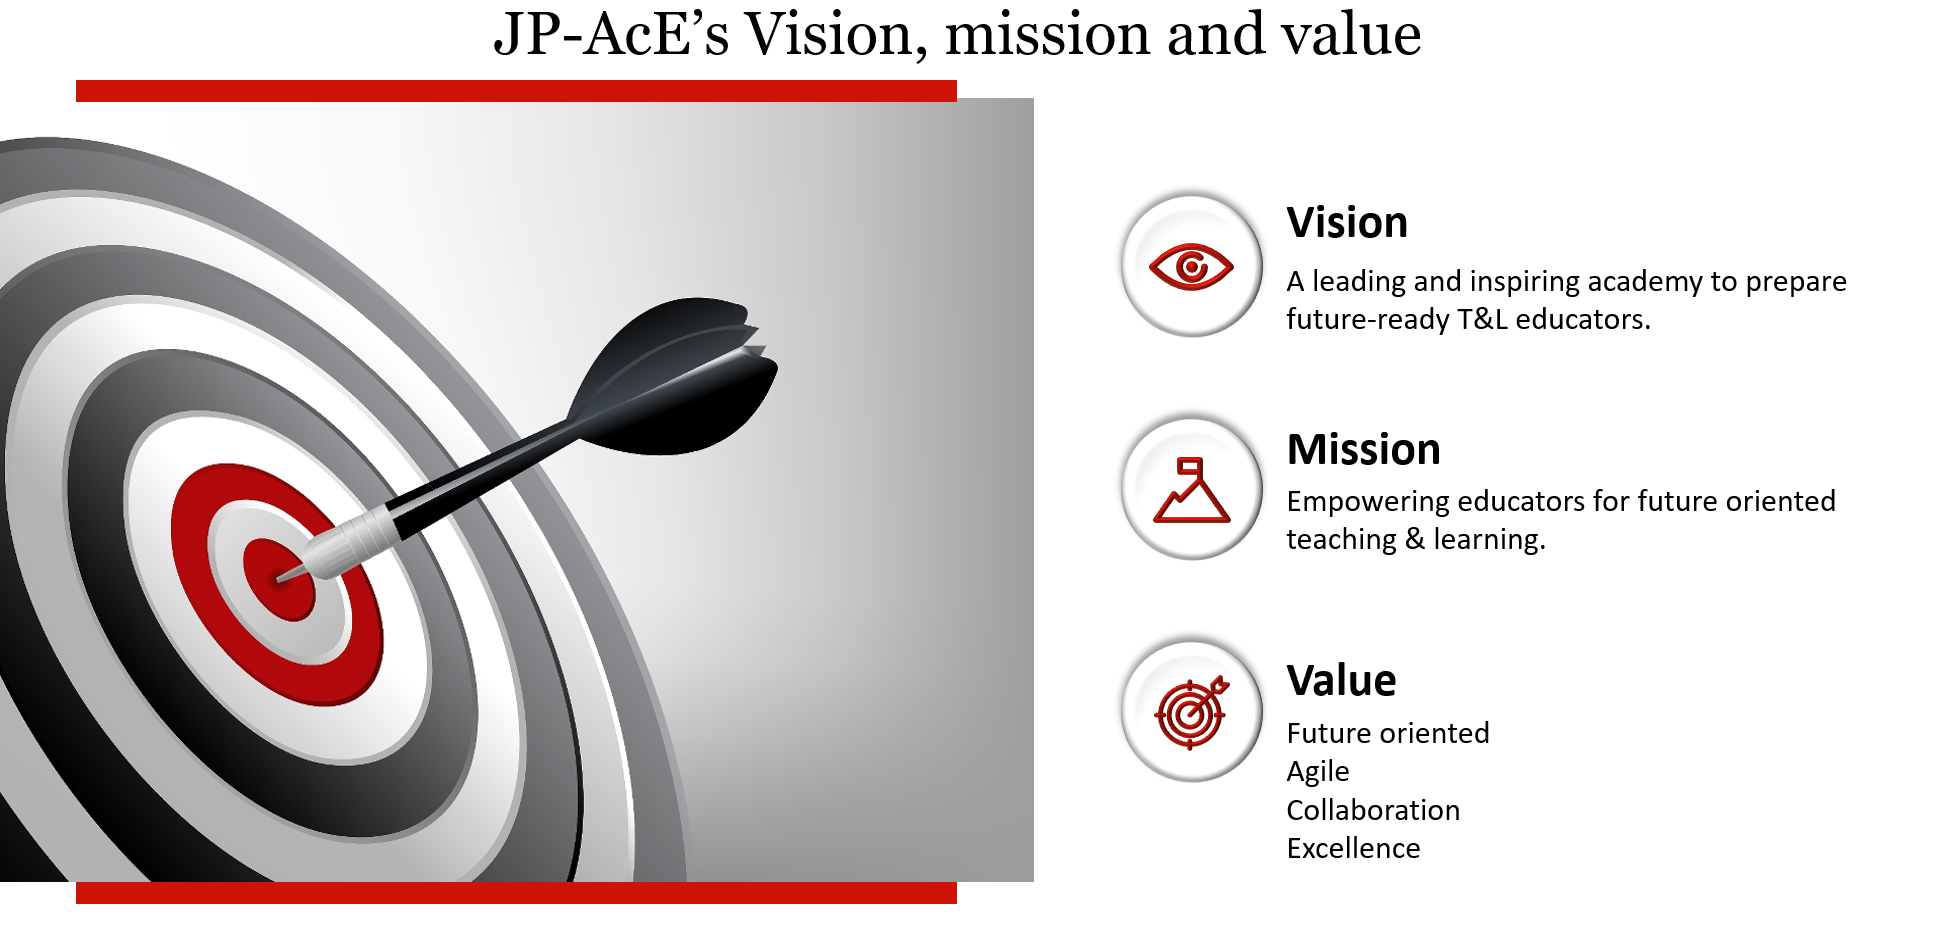 JP-AcE’s Vision, mission and value
Vision
A leading and inspiring academy to prepare
future-ready T&L educators.
Mission
Empowering educators for future oriented
teaching & learning.
Value
Future oriented
Agile
Collaboration
Excellence